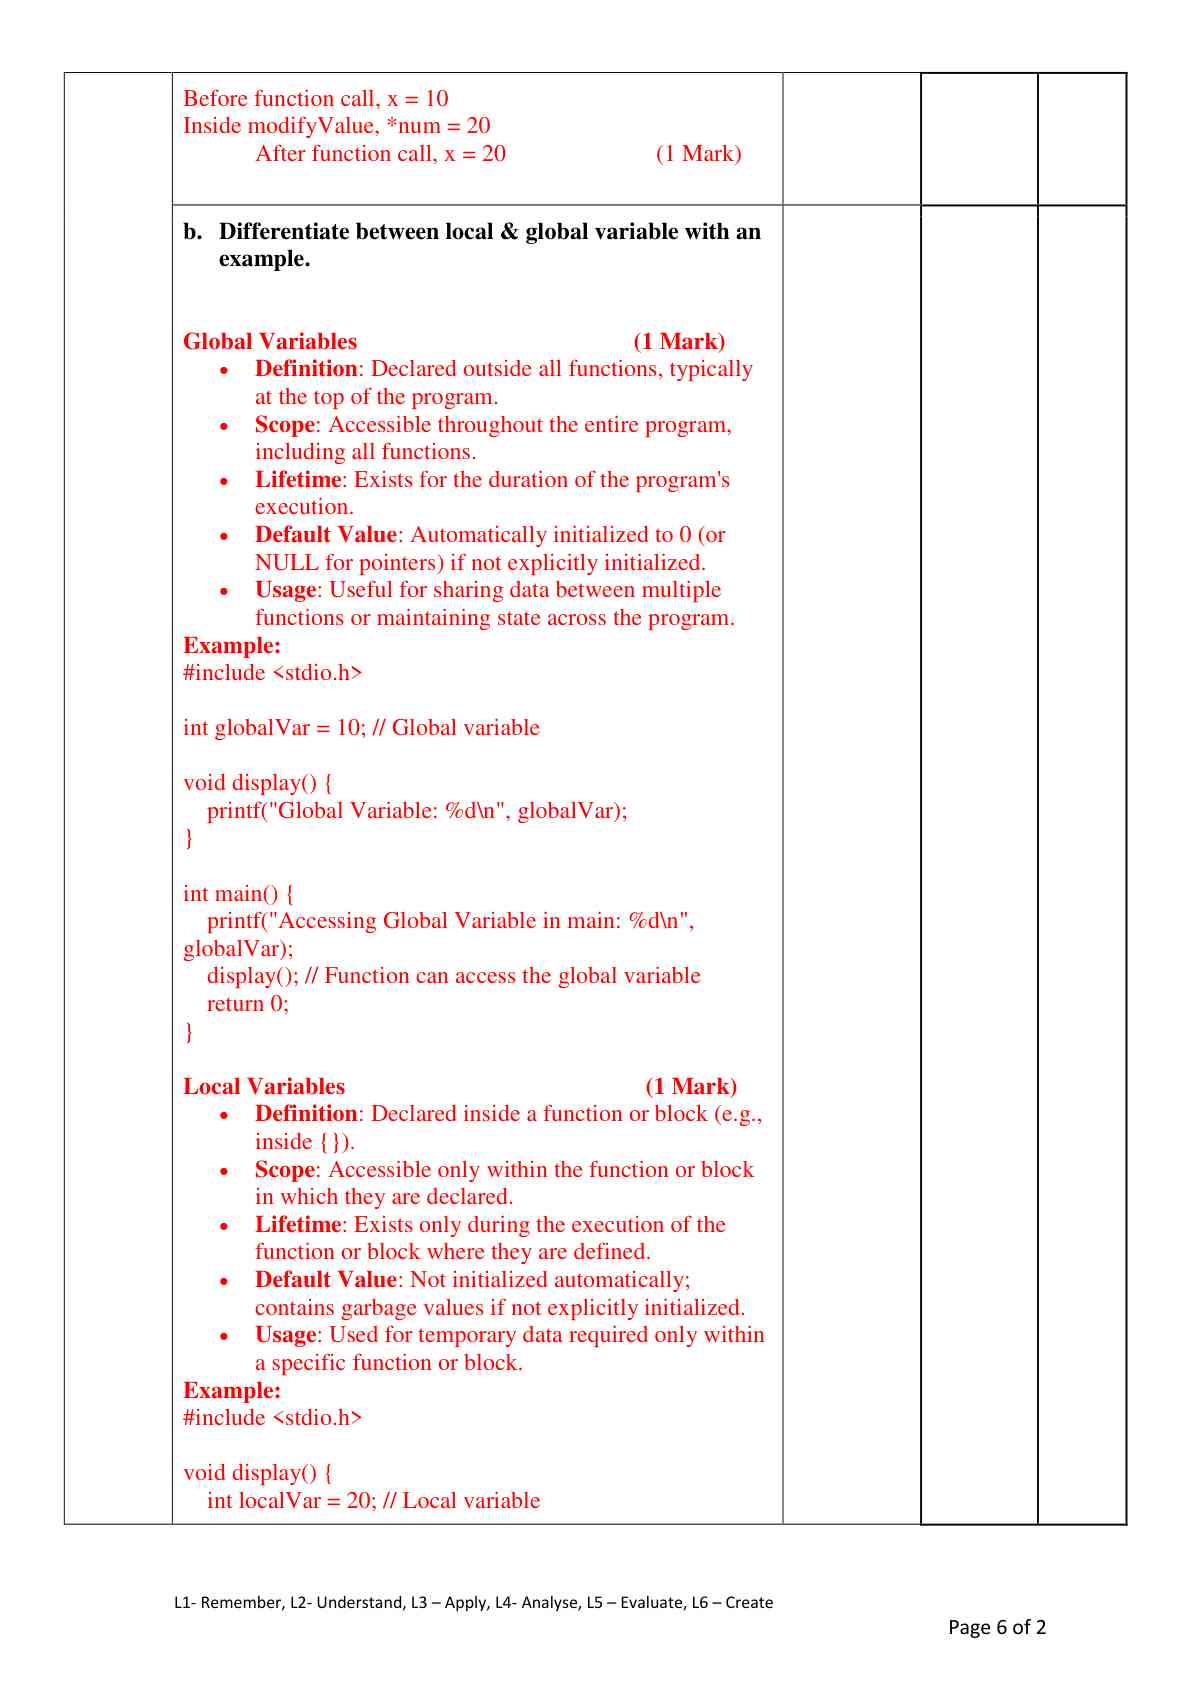 Before function call, x = 10
Inside modifyValue, *num = 20
After function call, x = 20 (1 Mark)
b. Differentiate between local & global variable with an
example.
Global Variables (1 Mark)
• Definition: Declared outside all functions, typically
at the top of the program.
• Scope: Accessible throughout the entire program,
including all functions.
• Lifetime: Exists for the duration of the program's
execution.
• Default Value: Automatically initialized to 0 (or
NULL for pointers) if not explicitly initialized.
• Usage: Useful for sharing data between multiple
functions or maintaining state across the program.
Example:
#include <stdio.h>
int globalVar = 10; // Global variable
void display() {
printf("Global Variable: %d\n", globalVar);
}
int main() {
printf("Accessing Global Variable in main: %d\n",
globalVar);
display(); // Function can access the global variable
return 0;
}
Local Variables (1 Mark)
• Definition: Declared inside a function or block (e.g.,
inside {}).
• Scope: Accessible only within the function or block
in which they are declared.
• Lifetime: Exists only during the execution of the
function or block where they are defined.
• Default Value: Not initialized automatically;
contains garbage values if not explicitly initialized.
• Usage: Used for temporary data required only within
a specific function or block.
Example:
#include <stdio.h>
void display() {
int localVar = 20; // Local variable
L1- Remember, L2- Understand, L3 – Apply, L4- Analyse, L5 – Evaluate, L6 – Create
Page 6 of 2